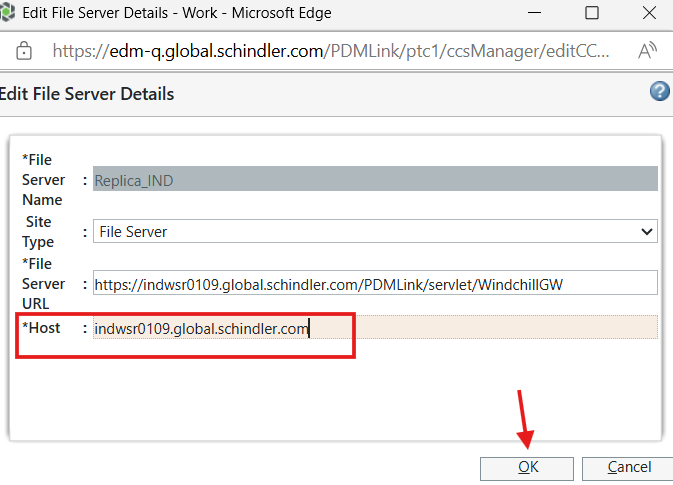 Edit File Server Details - Work - Microsoft Edge
https://edm-q.global.schindler.com/PDMLink/ptc1/ccsManager/editCC...
Edit File Server Details
*File Server Name : Replica_IND
Site Type : File Server
*File Server URL : https://indwsr0109.global.schindler.com/PDMLink/servlet/WindchillGW
*Host : indwsr0109.global.schindler.com
OK Cancel